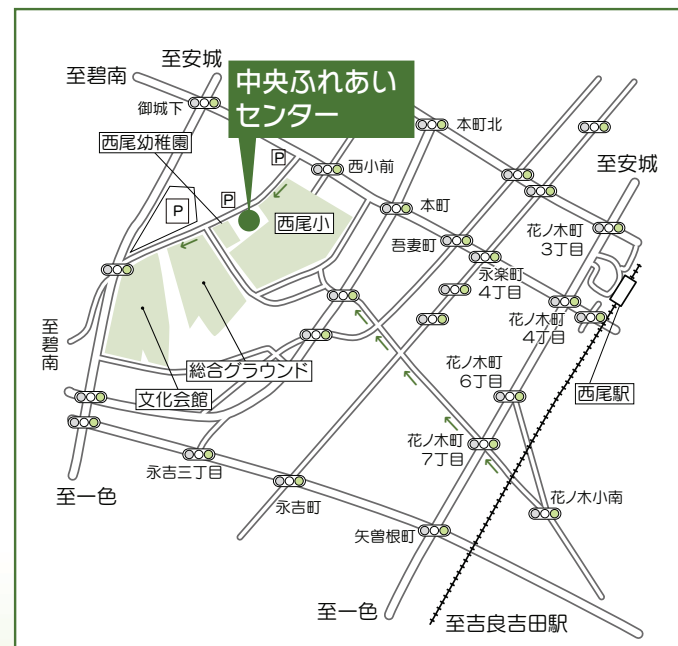 至安城
至碧南
中央ふれあい
センター
御城下
本町北
西尾幼稚園
P
西小前
至安城
P
P
西尾小
本町
花ノ木町
3丁目
吾妻町
永楽町
4丁目
花ノ木町
4丁目
至碧南
総合グラウンド
花ノ木町
6丁目
西尾駅
文化会館
花ノ木町
7丁目
永吉三丁目
至一色
永吉町
花ノ木小南
矢曽根町
至一色
至吉良吉田駅